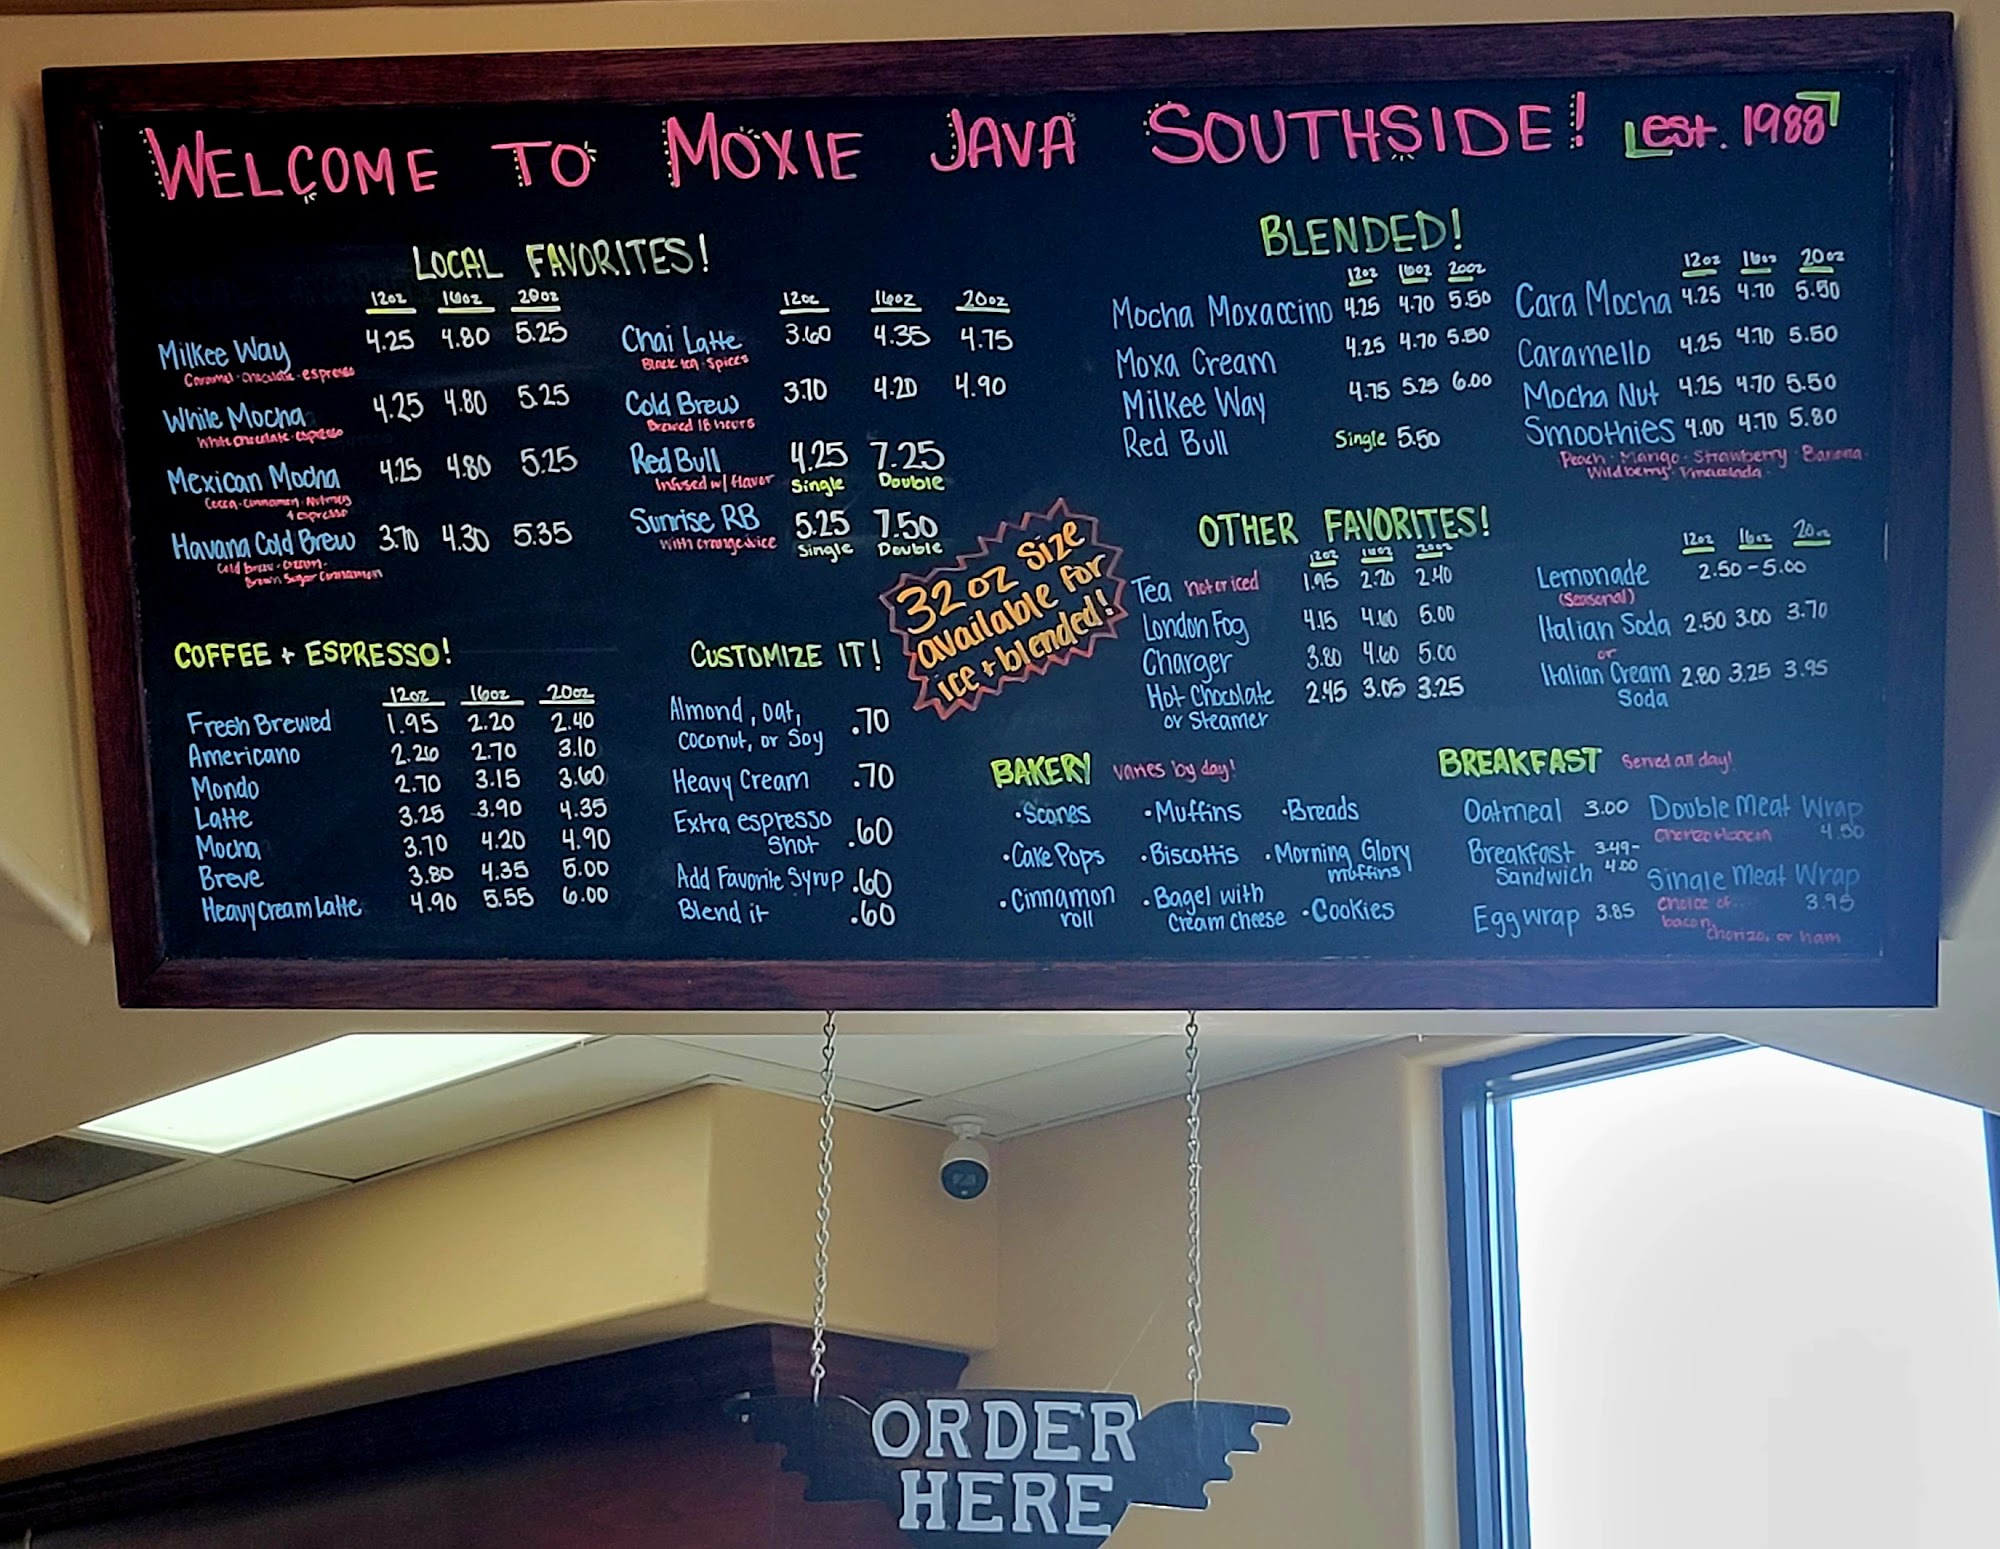 WELCOME TO MOXIE JAVA SOUTHSIDE! est. 1988
LOCAL FAVORITES!
12oz 16oz 20oz
Milkee Way 4.25 4.80 5.25
Caramel · chocolate · espresso
White Mocha 4.25 4.80 5.25
White chocolate · espresso
Mexican Mocha 4.25 4.80 5.25
Cocoa · Cinnamon · Nutmeg
+ espresso
Havana Cold Brew 3.70 4.30 5.35
Cold brew · cream ·
Brown Sugar Cinnamon
12oz 16oz 20oz
Chai Latte 3.60 4.35 4.75
Black tea · Spices
Cold Brew 3.70 4.20 4.90
Brewed 18 hours
Red Bull 4.25 7.25
Infused w/ flavor Single Double
Sunrise RB 5.25 7.50
With orange juice Single Double
32oz Size
available for
ice + blended!
COFFEE + ESPRESSO!
12oz 16oz 20oz
Fresh Brewed 1.95 2.20 2.40
Americano 2.20 2.70 3.10
Mondo 2.70 3.15 3.60
Latte 3.25 3.90 4.35
Mocha 3.70 4.20 4.90
Breve 3.80 4.35 5.00
Heavy Cream Latte 4.90 5.55 6.00
CUSTOMIZE IT!
Almond, oat,
coconut, or Soy .70
Heavy Cream .70
Extra espresso
Shot .60
Add Favorite Syrup .60
Blend it .60
BLENDED!
12oz 16oz 20oz
Mocha Moxaccino 4.25 4.70 5.50
Moxa Cream 4.25 4.70 5.50
Milkee Way 4.75 5.25 6.00
Red Bull Single 5.50
12oz 16oz 20oz
Cara Mocha 4.25 4.70 5.50
Caramello 4.25 4.70 5.50
Mocha Nut 4.25 4.70 5.50
Smoothies 4.00 4.70 5.80
Peach · Mango · Strawberry · Banana ·
Wildberry · Pinacolada ·
OTHER FAVORITES!
12oz 16oz 20oz
Tea hot or iced 1.95 2.20 2.40
London Fog 4.15 4.60 5.00
Charger 3.80 4.60 5.00
Hot Chocolate 2.45 3.05 3.25
or Steamer
12oz 16oz 20oz
Lemonade 2.50 - 5.00
(Seasonal)
Italian Soda 2.50 3.00 3.70
or
Italian Cream 2.80 3.25 3.95
Soda
BAKERY varies by day!
· Scones · Muffins · Breads
· Cake Pops · Biscottis · Morning Glory
muffins
· Cinnamon
roll
· Bagel with
Cream cheese
· Cookies
BREAKFAST Served all day!
Oatmeal 3.00
Breakfast 3.49-
Sandwich 4.00
Egg wrap 3.85
Double Meat Wrap
4.50
Single Meat Wrap
Choice of... 3.95
bacon,
chorizo, or ham
ORDER
HERE